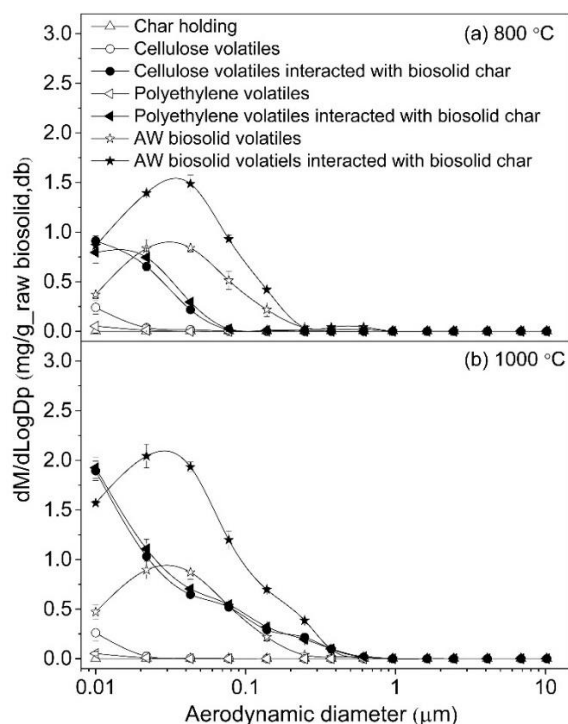 (a) 800 °C
Char holding
Cellulose volatiles
Cellulose volatiles interacted with biosolid char
Polyethylene volatiles
Polyethylene volatiles interacted with biosolid char
AW biosolid volatiles
AW biosolid volatiels interacted with biosolid char
3.0
2.5
2.0
1.5
1.0
0.5
0.0
(b) 1000 °C
3.0
2.5
2.0
1.5
1.0
0.5
0.0
dM/dLogDp (mg/g_raw biosolid,db)
0.01
0.1
1
10
Aerodynamic diameter (μm)